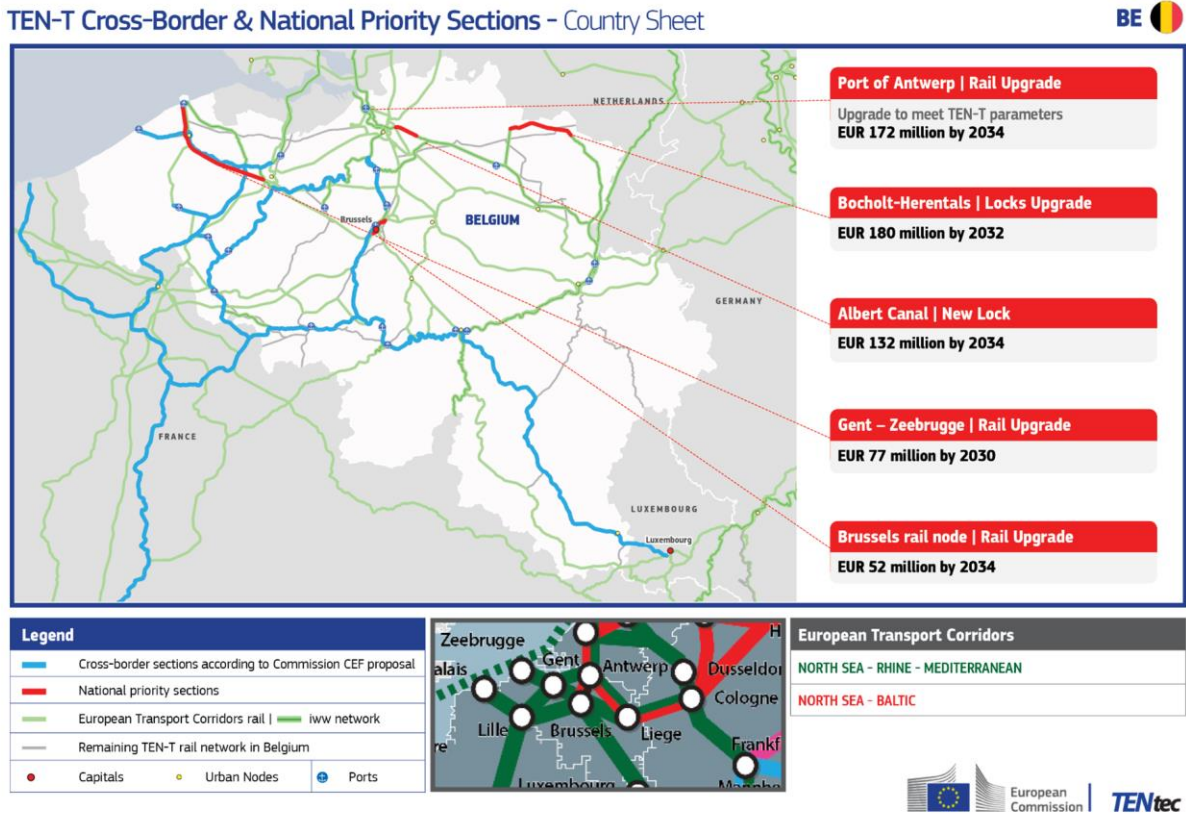 TEN-T Cross-Border & National Priority Sections - Country Sheet
BE
NETHERLANDS
Brussels
BELGIUM
GERMANY
FRANCE
LUXEMBOURG
Luxembourg
Port of Antwerp | Rail Upgrade
Upgrade to meet TEN-T parameters
EUR 172 million by 2034
Bocholt-Herentals | Locks Upgrade
EUR 180 million by 2032
Albert Canal | New Lock
EUR 132 million by 2034
Gent – Zeebrugge | Rail Upgrade
EUR 77 million by 2030
Brussels rail node | Rail Upgrade
EUR 52 million by 2034
Legend
Cross-border sections according to Commission CEF proposal
National priority sections
European Transport Corridors rail | iww network
Remaining TEN-T rail network in Belgium
Capitals Urban Nodes Ports
Zeebrugge
H
alais Gent Antwerp Dusseldor
Cologne
Lille Brussels Liege
re Frankf
Luxembourg Mannhe
European Transport Corridors
NORTH SEA - RHINE - MEDITERRANEAN
NORTH SEA - BALTIC
European
Commission
TENtec